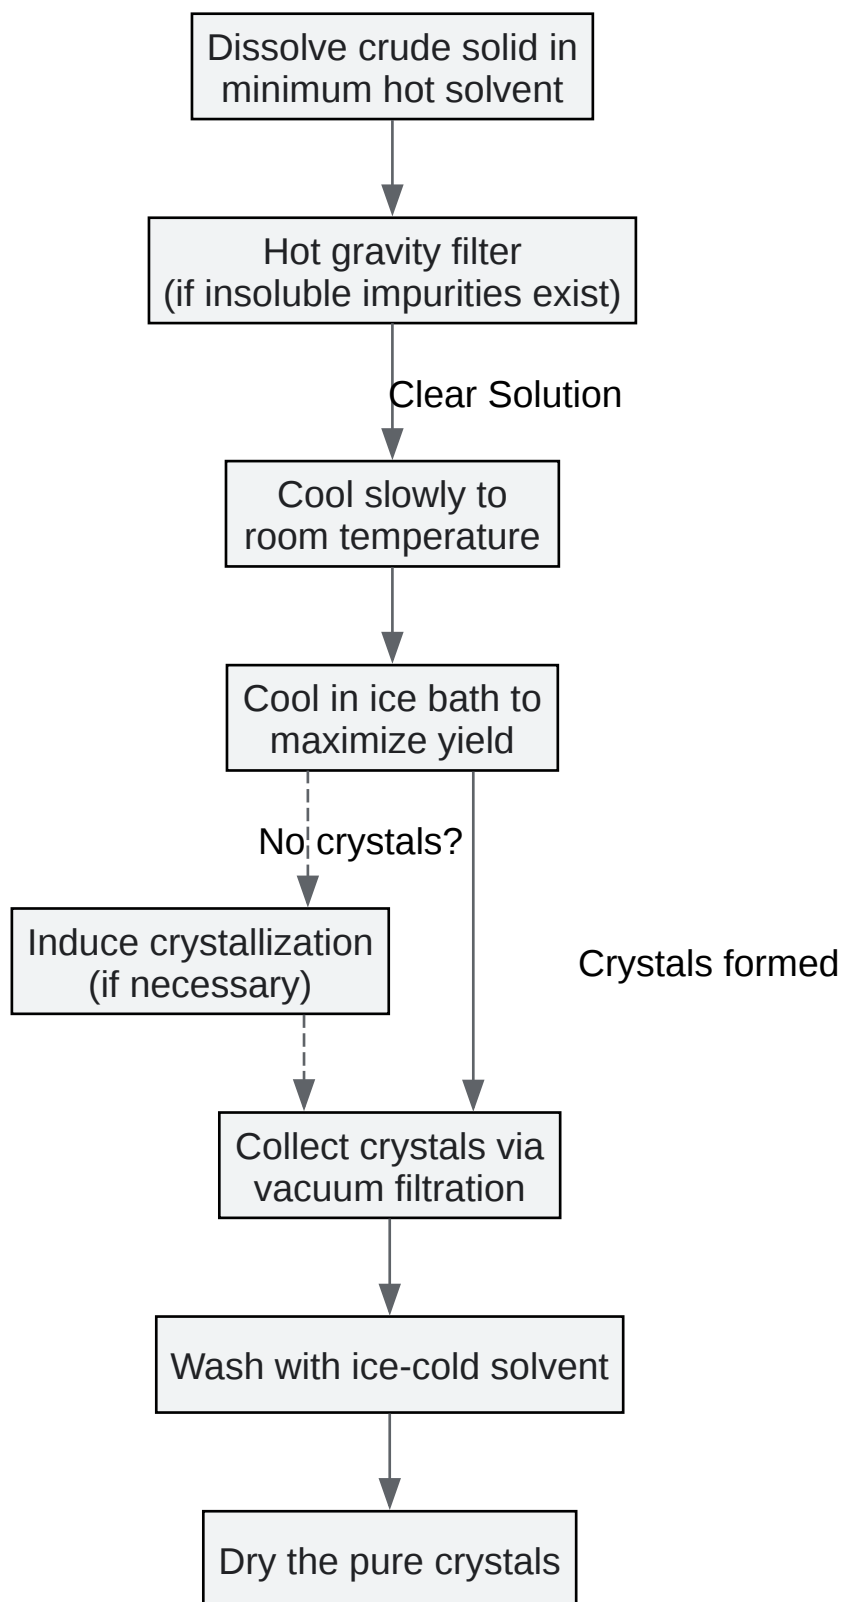 Dissolve crude solid in
minimum hot solvent
Hot gravity filter
(if insoluble impurities exist)
Clear Solution
Cool slowly to
room temperature
Cool in ice bath to
maximize yield
No crystals?
Induce crystallization
(if necessary)
Crystals formed
Collect crystals via
vacuum filtration
Wash with ice-cold solvent
Dry the pure crystals